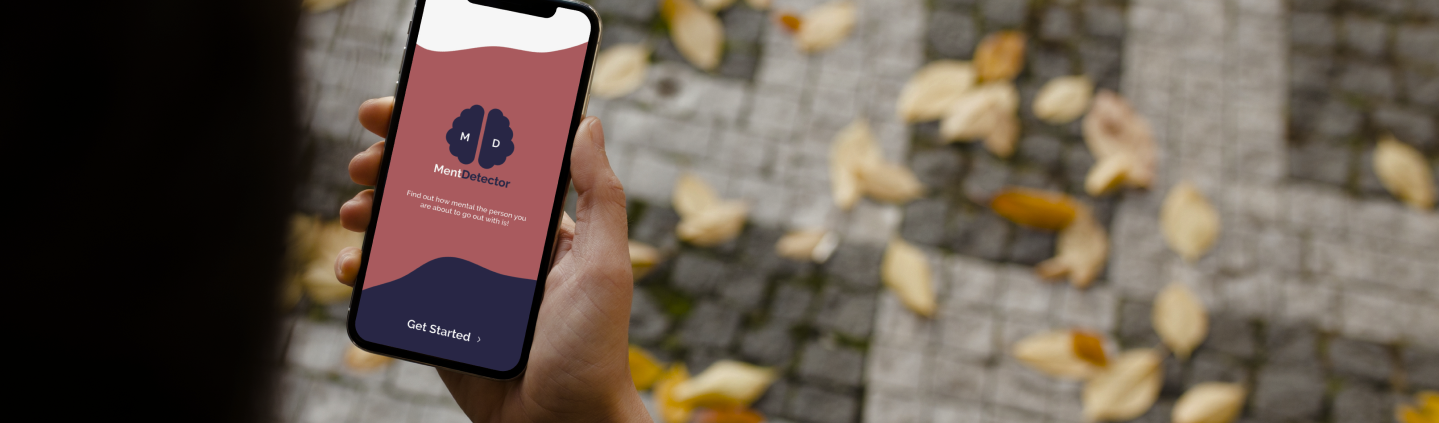 M D
MentDetector
Find out how mental the person you
are about to go out with is!
Get Started ›